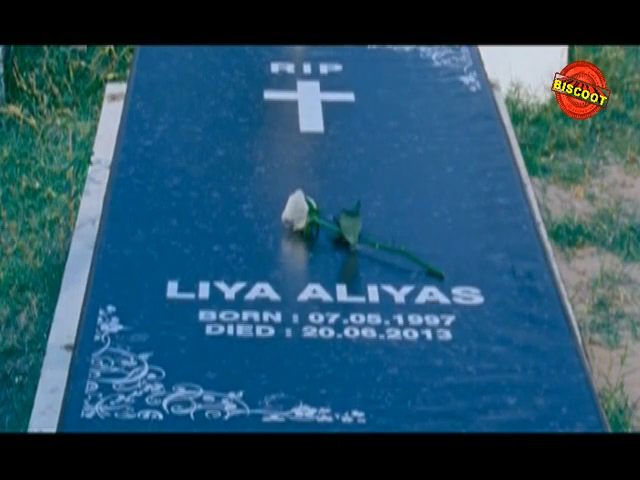 BISCOOT
RIP
LIYA ALIYAS
BORN : 07.05.1997
DIED : 20.06.2013